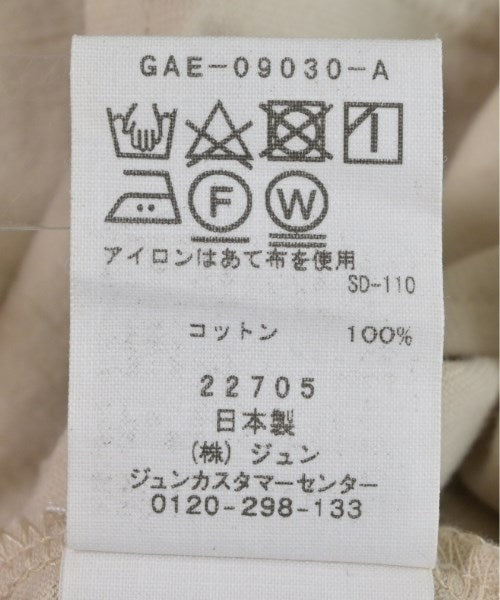 GAE-09030-A
F W
アイロンはあて布を使用
SD-110
コットン 100%
22705
日本製
(株) ジュン
ジュンカスタマーセンター
0120-298-133